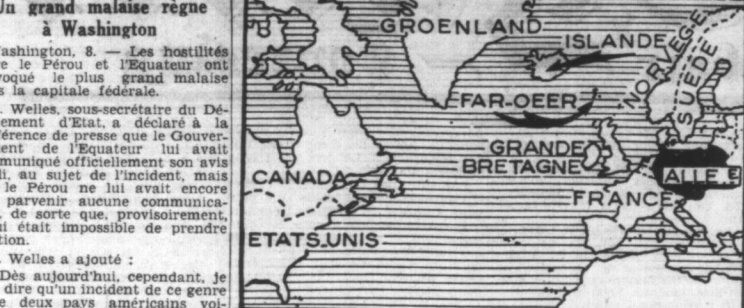 Un grand malaise règne
à Washington
ashington, 8. — Les hostilités
re le Pérou et l'Equateur ont
voqué le plus grand malaise
s la capitale fédérale.
. Welles, sous-secrétaire du Dé-
ement d'Etat, a déclaré à la
férence de presse que le Gouver-
ent de l'Equateur lui avait
muniqué officiellement son avis
li, au sujet de l'incident, mais
le Pérou ne lui avait encore
parvenir aucune communica-
, de sorte que, provisoirement,
ui était impossible de prendre
tion.
. Welles a ajouté :
Dès aujourd'hui, cependant, je
dire qu'un incident de ce genre
e deux pays américains voi-
GROENLAND
ISLANDE
NORVEGE
SUEDE
FAR-OEER
GRANDE
BRETAGNE
ALLE.E
CANADA
FRANCE
ETATS_UNIS